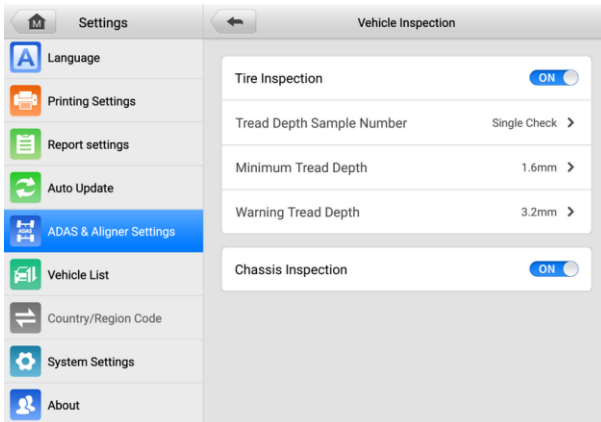 M
Settings
Vehicle Inspection
A
Language
Printing Settings
Report settings
Auto Update
ADAS
ADAS & Aligner Settings
Vehicle List
Country/Region Code
System Settings
About
Tire Inspection ON
Tread Depth Sample Number Single Check
Minimum Tread Depth 1.6mm
Warning Tread Depth 3.2mm
Chassis Inspection ON